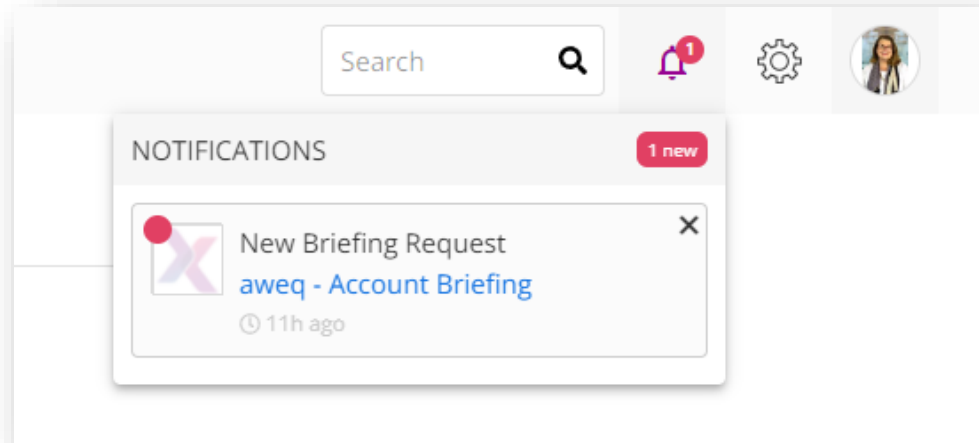 Search
1
NOTIFICATIONS
1 new
New Briefing Request
aweq - Account Briefing
11h ago